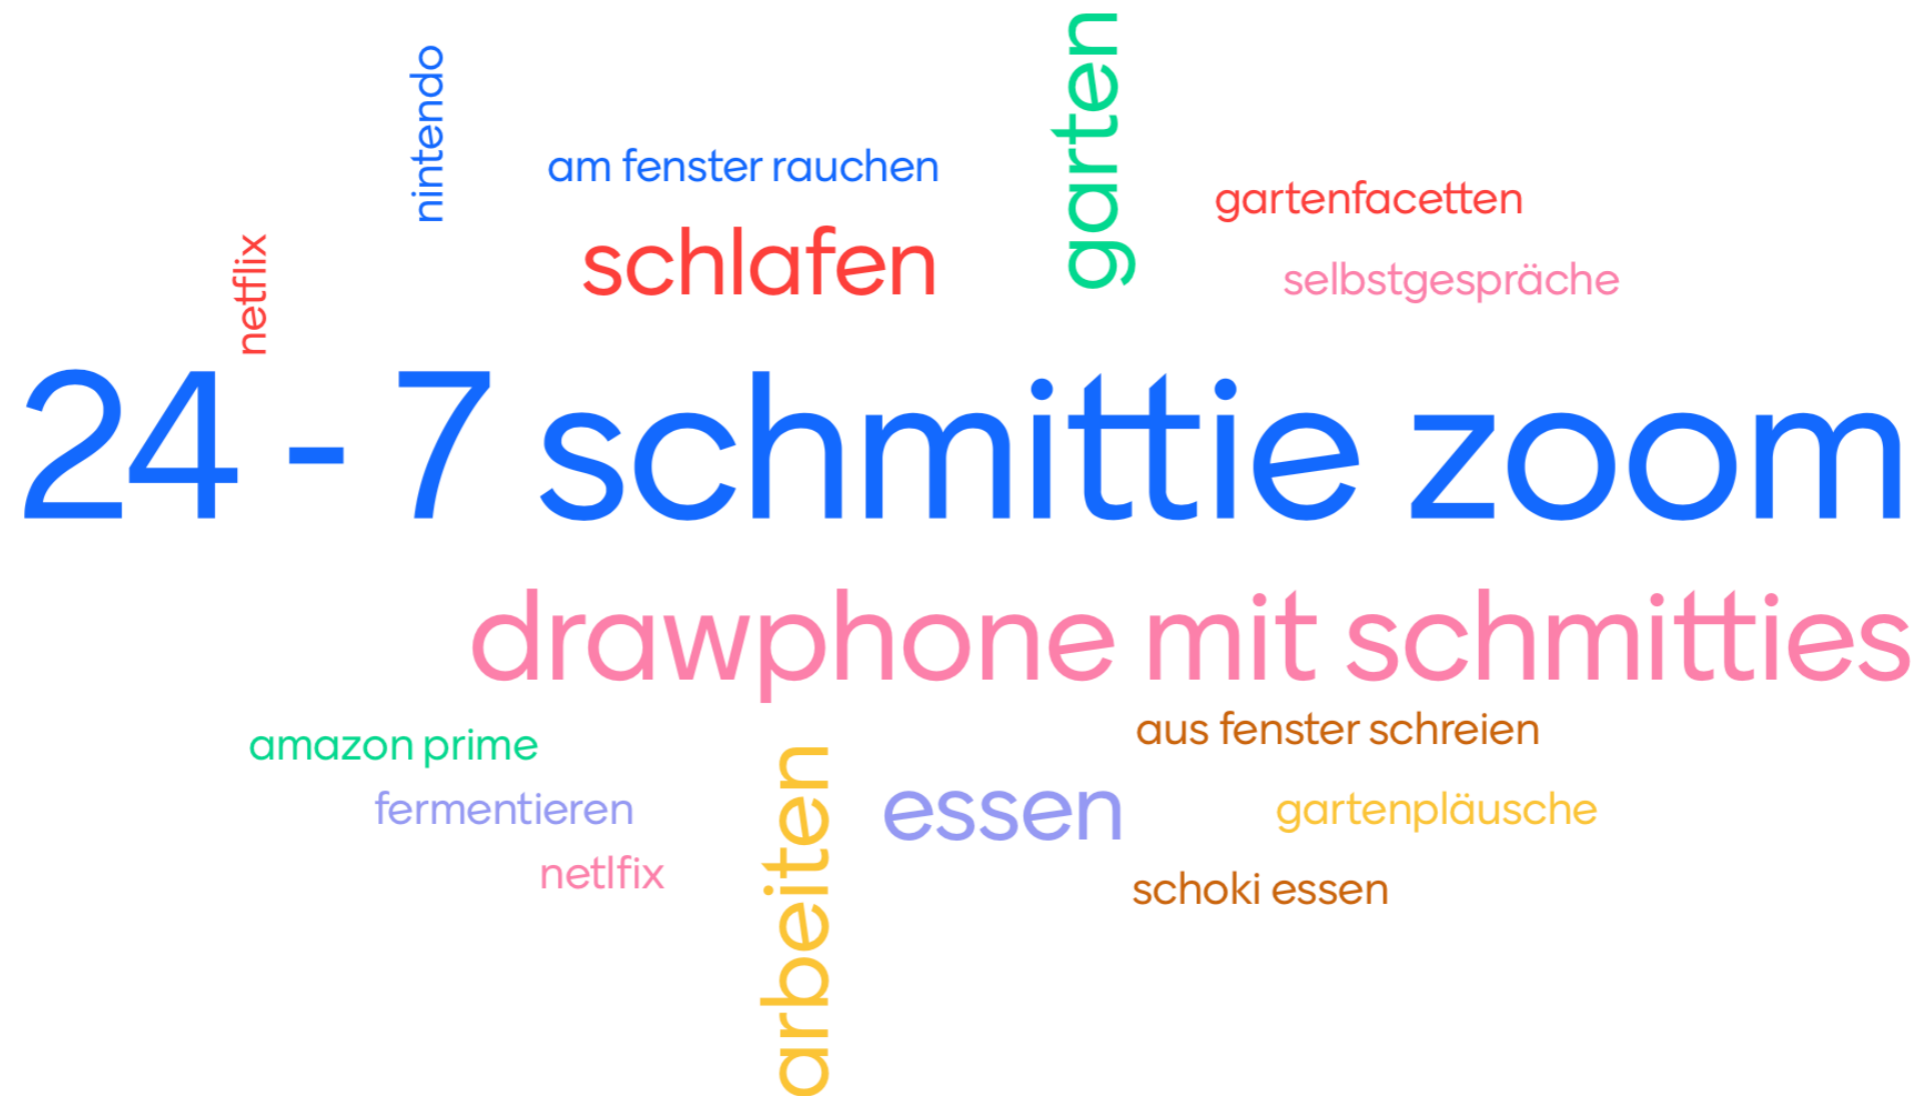 nintendo
garten
am fenster rauchen
gartenfacetten
schlafen
netflix
selbstgespräche
24 - 7 schmittie zoom
drawphone mit schmitties
aus fenster schreien
amazon prime
arbeiten
essen
fermentieren
gartenpläusche
netlfix
schoki essen